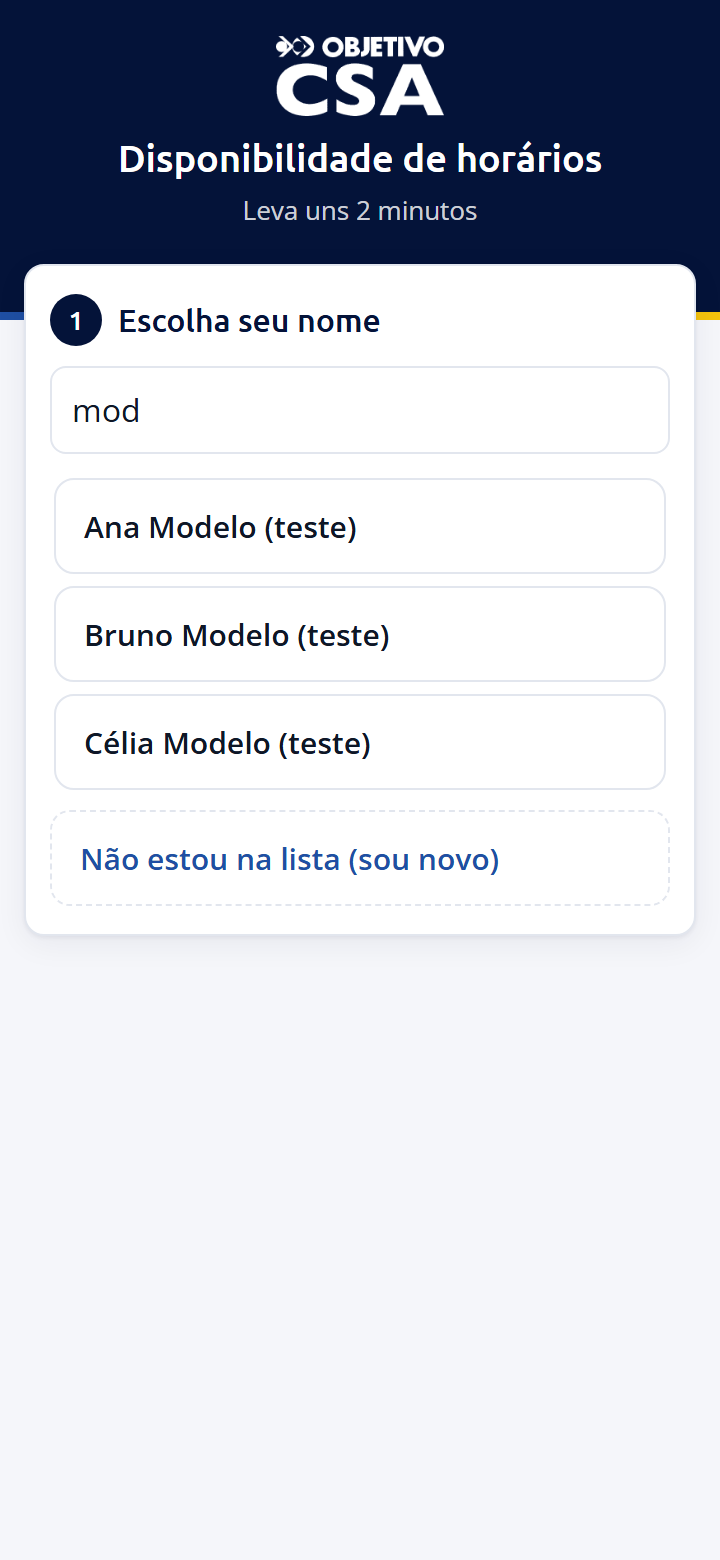 OBJETIVO
CSA
Disponibilidade de horários
Leva uns 2 minutos
1 Escolha seu nome
mod
Ana Modelo (teste)
Bruno Modelo (teste)
Célia Modelo (teste)
Não estou na lista (sou novo)